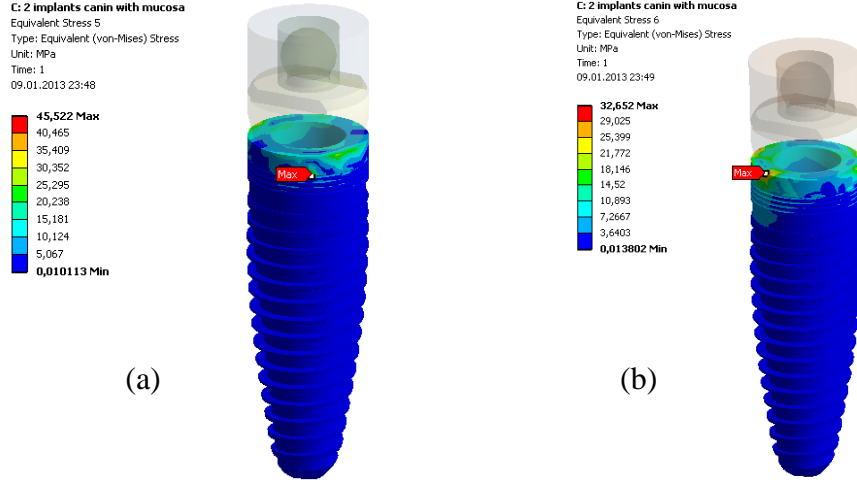 C: 2 implants canin with mucosa
Equivalent Stress 5
Type: Equivalent (von-Mises) Stress
Unit: MPa
Time: 1
09.01.2013 23:48
45,522 Max
40,465
35,409
30,352
25,295
20,238
15,181
10,124
5,067
0,010113 Min
Max
(a)
C: 2 implants canin with mucosa
Equivalent Stress 6
Type: Equivalent (von-Mises) Stress
Unit: MPa
Time: 1
09.01.2013 23:49
32,652 Max
29,025
25,399
21,772
18,146
14,52
10,893
7,2667
3,6403
0,013802 Min
Max
(b)